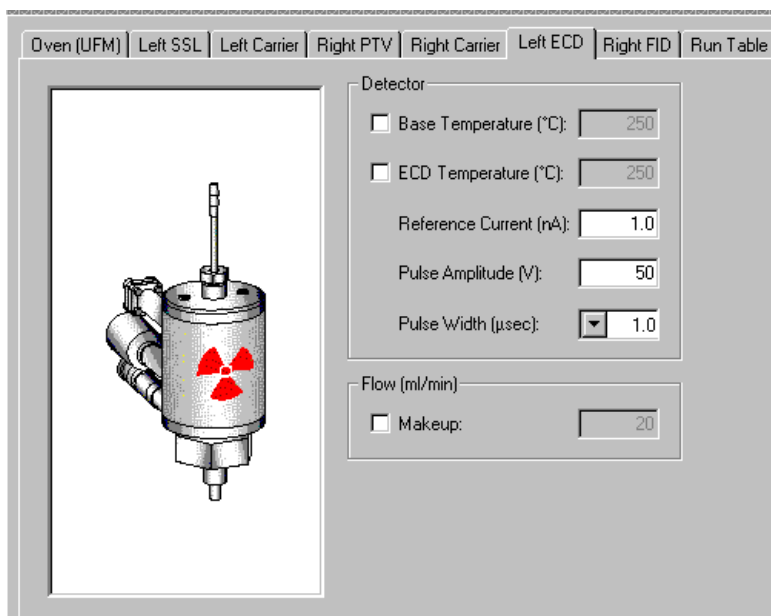 Oven (UFM) Left SSL Left Carrier Right PTV Right Carrier Left ECD Right FID Run Table
Detector
Base Temperature (°C): 250
ECD Temperature (°C): 250
Reference Current (nA): 1.0
Pulse Amplitude (V): 50
Pulse Width (µsec): 1.0
Flow (ml/min)
Makeup: 20